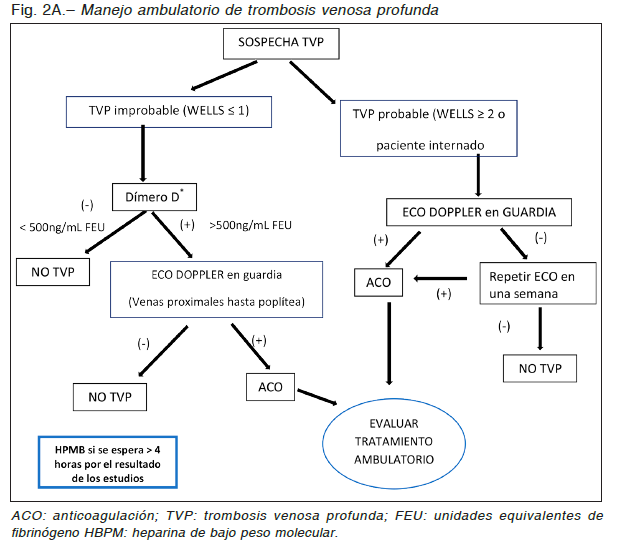 Fig. 2A.– Manejo ambulatorio de trombosis venosa profunda
SOSPECHA TVP
TVP improbable (WELLS ≤ 1)
TVP probable (WELLS ≥ 2 o
paciente internado
Dímero D*
(-)
< 500ng/mL FEU
(+)
>500ng/mL FEU
ECO DOPPLER en GUARDIA
(+)
(-)
NO TVP
ECO DOPPLER en guardia
(Venas proximales hasta poplítea)
ACO
(+)
Repetir ECO en
una semana
(-)
(+)
(-)
NO TVP
NO TVP
ACO
EVALUAR
TRATAMIENTO
AMBULATORIO
HPMB si se espera > 4
horas por el resultado
de los estudios
ACO: anticoagulación; TVP: trombosis venosa profunda; FEU: unidades equivalentes de
fibrinógeno HBPM: heparina de bajo peso molecular.